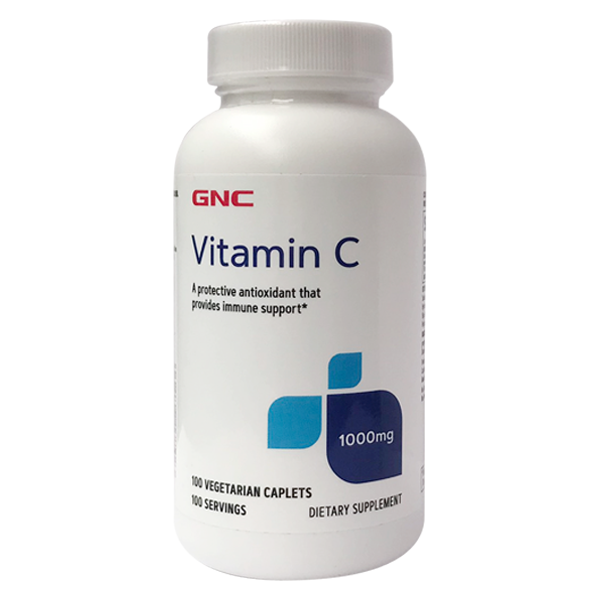 GNC
Vitamin C
A protective antioxidant that
provides immune support*
1000mg
100 VEGETARIAN CAPLETS
100 SERVINGS
DIETARY SUPPLEMENT